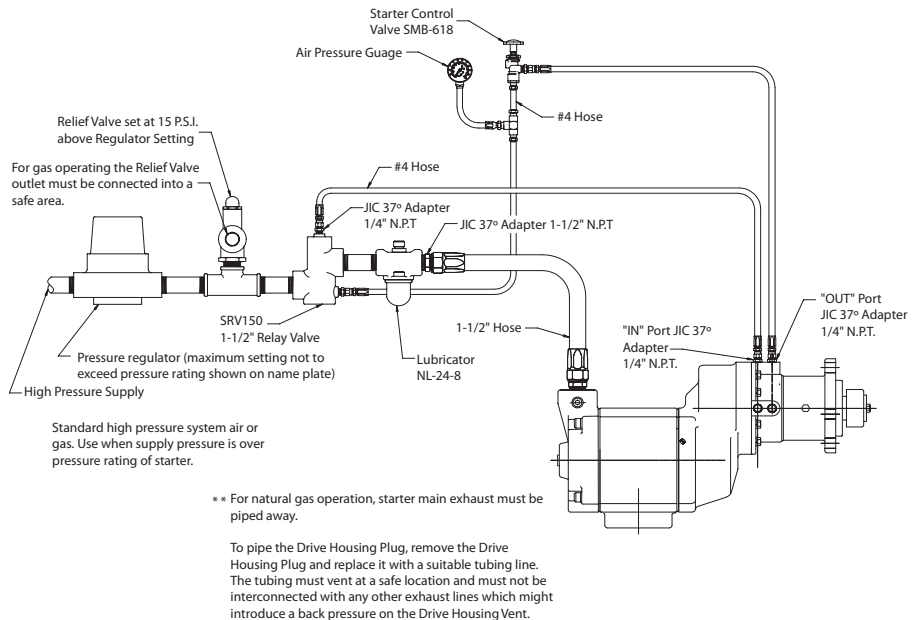 Starter Control
Valve SMB-618
Air Pressure Guage
#4 Hose
Relief Valve set at 15 P.S.I.
above Regulator Setting
For gas operating the Relief Valve
outlet must be connected into a
safe area.
#4 Hose
JIC 37º Adapter
1/4" N.P.T
JIC 37º Adapter 1-1/2" N.P.T
SRV150
1-1/2" Relay Valve
Pressure regulator (maximum setting not to
exceed pressure rating shown on name plate)
High Pressure Supply
Lubricator
NL-24-8
1-1/2" Hose
"IN" Port JIC 37º
Adapter
1/4" N.P.T.
"OUT" Port
JIC 37º Adapter
1/4" N.P.T.
Standard high pressure system air or
gas. Use when supply pressure is over
pressure rating of starter.
** For natural gas operation, starter main exhaust must be
piped away.
To pipe the Drive Housing Plug, remove the Drive
Housing Plug and replace it with a suitable tubing line.
The tubing must vent at a safe location and must not be
interconnected with any other exhaust lines which might
introduce a back pressure on the Drive Housing Vent.